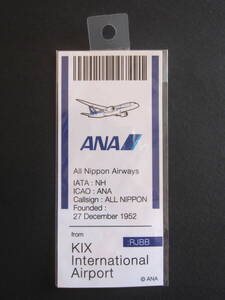 ANA
All Nippon Airways
IATA : NH
ICAO : ANA
Callsign : ALL NIPPON
Founded :
27 December 1952
from
:RJBB
KIX
International
Airport
© ANA